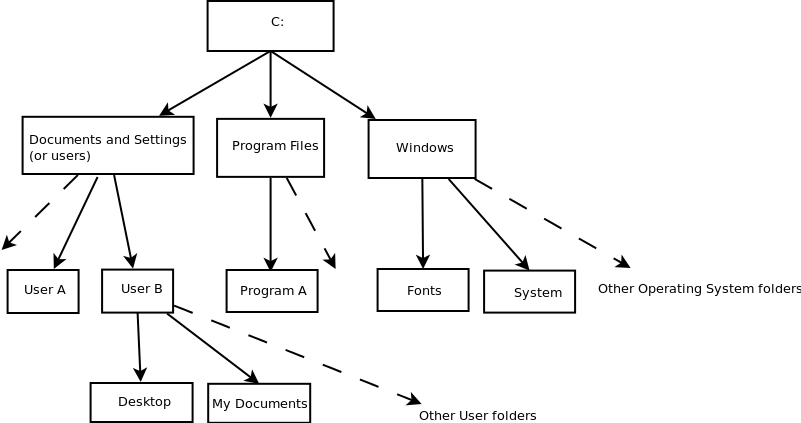 C:
Documents and Settings
(or users)
Program Files
Windows
User A
User B
Program A
Fonts
System
Other Operating System folders
Desktop
My Documents
Other User folders